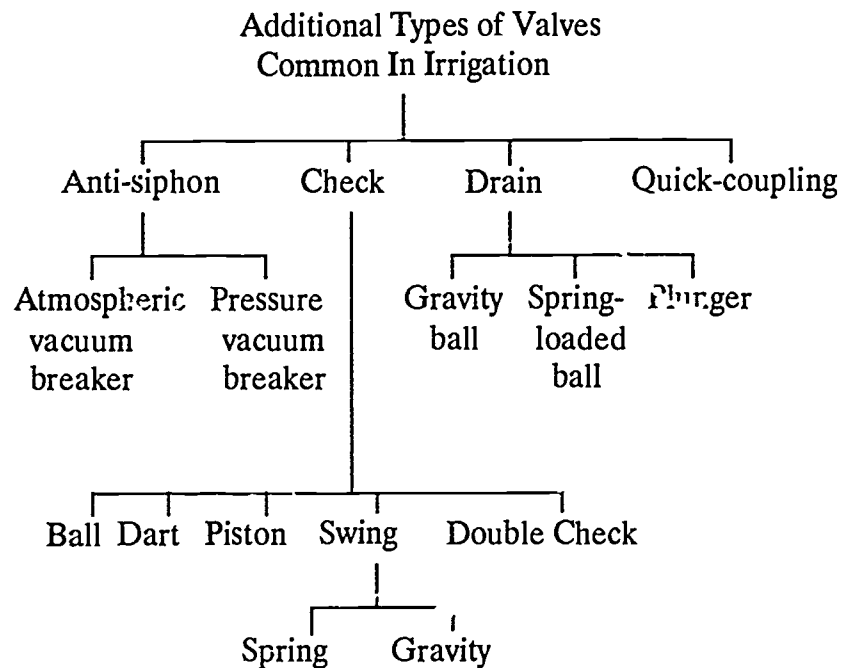 Additional Types of Valves
Common In Irrigation
Anti-siphon Check Drain Quick-coupling
Atmospheric Pressure Gravity Spring- Plunger
vacuum vacuum ball loaded
breaker breaker ball
Ball Dart Piston Swing Double Check
Spring Gravity